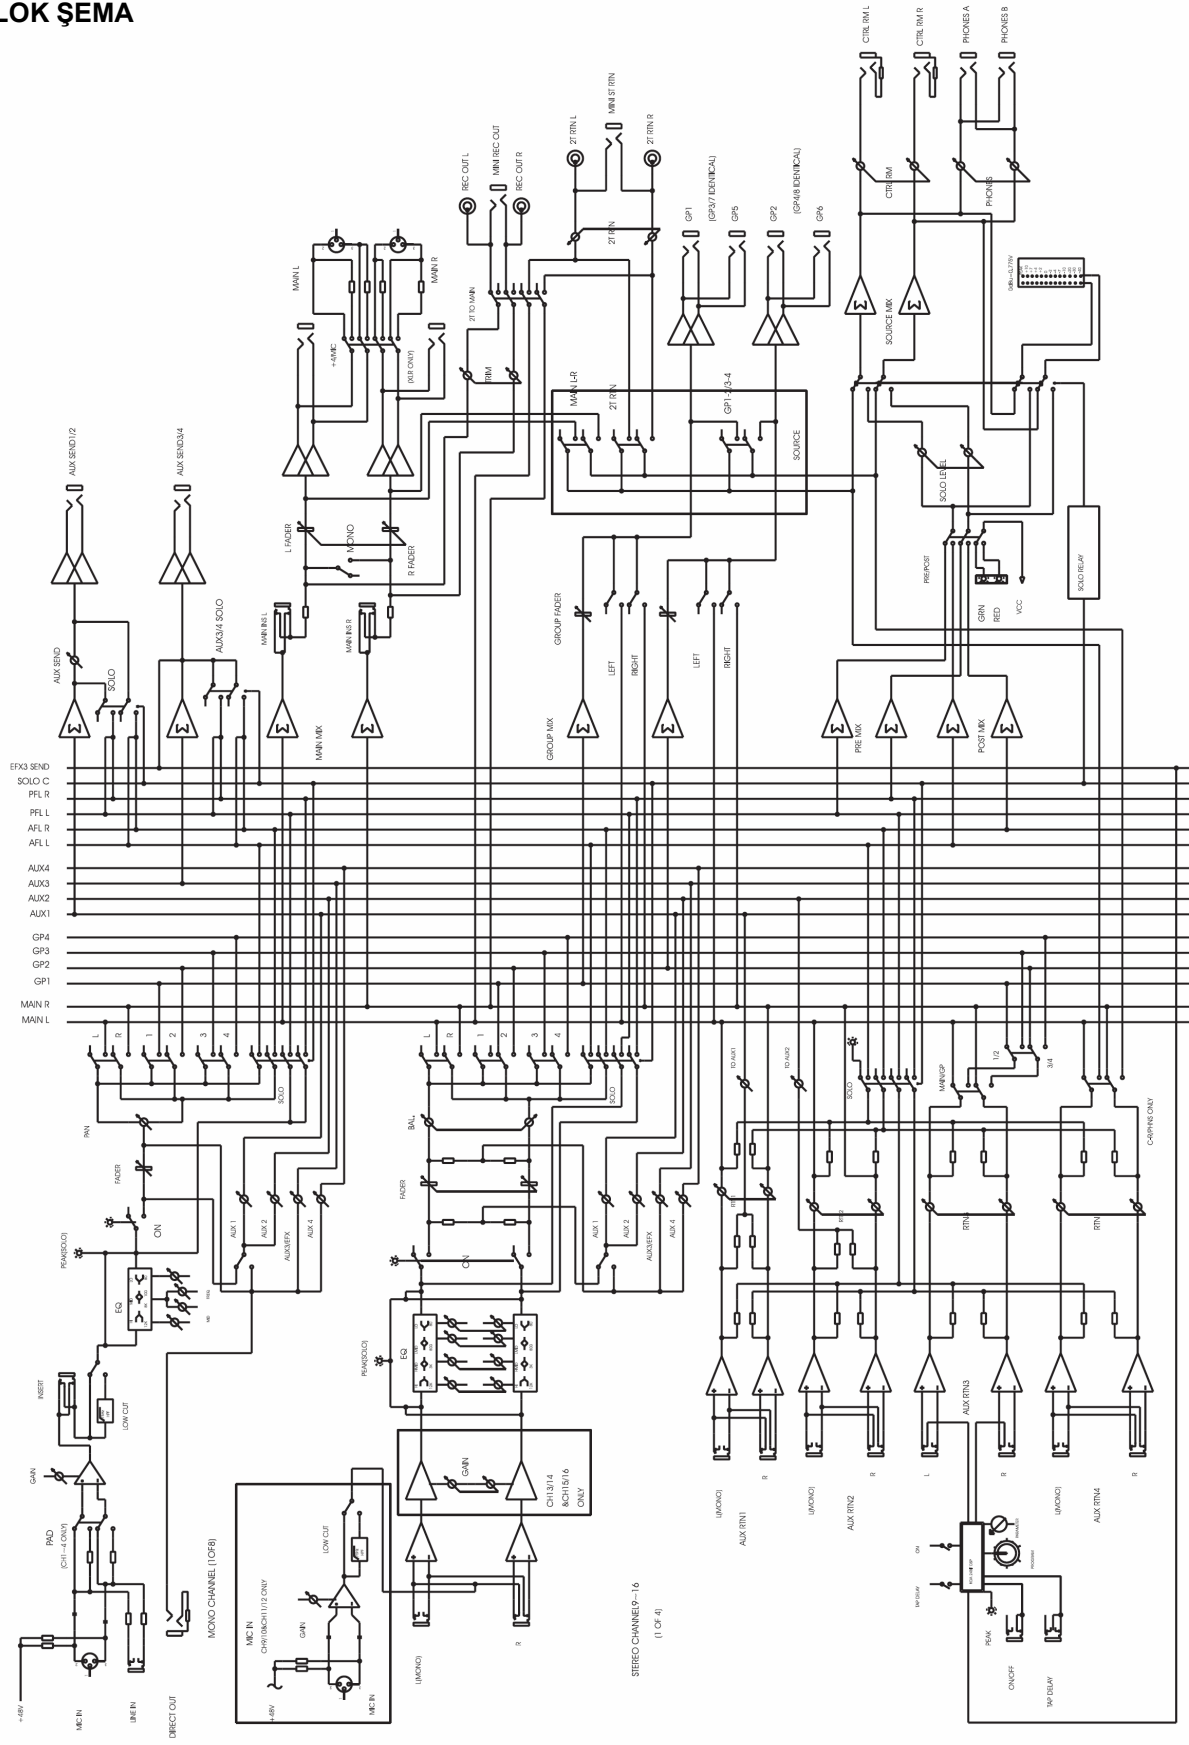 LOK ŞEMA
CTRL RM L
CTRL RM R
PHONES A
PHONES B
2T RTN L
MINI ST RTN
2T RTN R
REC OUT L
MINI REC OUT
REC OUT R
GP1
(GP3/7 IDENTICAL)
GP5
GP2
(GP4/8 IDENTICAL)
GP6
CTRL RM
PHONES
MAIN L
MAIN R
2T RTN
2T TO MAIN
0dBu=0.775V
SOURCE MIX
+4/MIC
(XLR ONLY)
TRIM
MAIN L-R
2T RTN
GP1-2/3-4
SOURCE
AUX SEND1/2
AUX SEND3/4
SOLO LEVEL
L FADER
MONO
R FADER
PRE/POST
GRN
RED
VCC
SOLO RELAY
AUX SEND
SOLO
AUX3/4 SOLO
MAIN INS L
MAIN INS R
GROUP FADER
LEFT
RIGHT
LEFT
RIGHT
MAIN MIX
GROUP MIX
PRE MIX
POST MIX
EFX3 SEND
SOLO C
PFL R
PFL L
AFL R
AFL L
AUX4
AUX3
AUX2
AUX1
GP4
GP3
GP2
GP1
MAIN R
MAIN L
L
R
1
2
3
4
SOLO
L
R
1
2
3
4
SOLO
TO AUX1
TO AUX2
SOLO
MAIN/GP
1/2
3/4
C-R/PHNS ONLY
PAN
BAL
FADER
FADER
ON
ON
PEAK(SOLO)
AUX 1
AUX 2
AUX3/EFX
AUX 4
AUX 1
AUX 2
AUX3/EFX
AUX 4
RTN1
RTN2
RTN3
RTN
EQ
EQ
PEAK(SOLO)
INSERT
LOW CUT
GAIN
PAD
(CH1~4 ONLY)
GAIN
CH13/14
&CH15/16
ONLY
MONO CHANNEL (1OF8)
MIC IN
CH9/10&CH11/12 ONLY
GAIN
LOW CUT
+48V
MIC IN
L(MONO)
R
STEREO CHANNEL9~16
(1 OF 4)
L(MONO)
R
AUX RTN1
L(MONO)
R
AUX RTN2
AUX RTN3
L
R
L(MONO)
R
AUX RTN4
ON
TAP DELAY
PEAK
PROGRAM
ON/OFF
TAP DELAY
+48V
MIC IN
LINE IN
DIRECT OUT